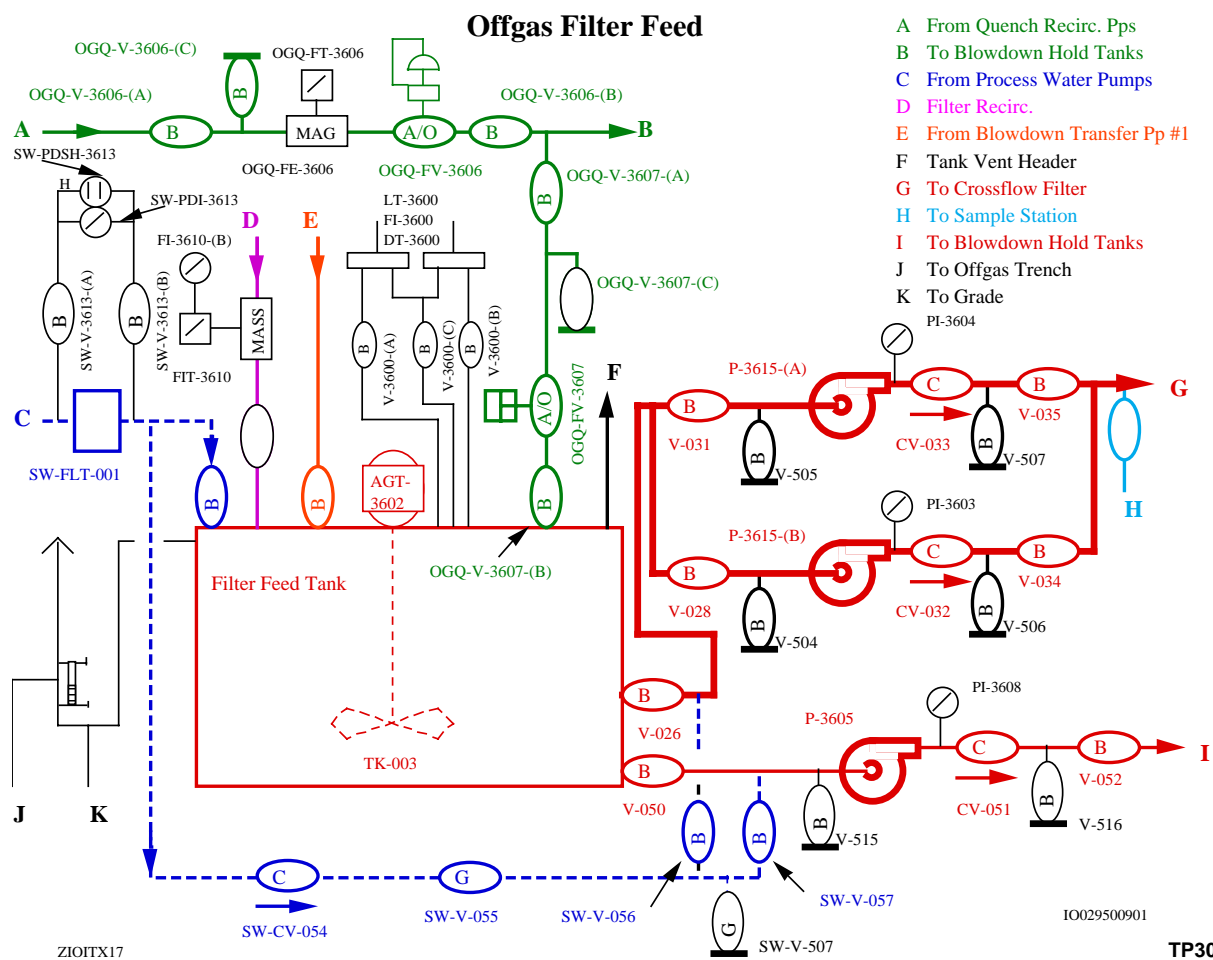 Offgas Filter Feed
A From Quench Recirc. Pps
B To Blowdown Hold Tanks
C From Process Water Pumps
D Filter Recirc.
E From Blowdown Transfer Pp #1
F Tank Vent Header
G To Crossflow Filter
H To Sample Station
I To Blowdown Hold Tanks
J To Offgas Trench
K To Grade
OGQ-V-3606-(C)
OGQ-FT-3606
OGQ-V-3606-(A)
OGQ-V-3606-(B)
B
A
B
MAG
A/O
B
B
SW-PDSH-3613
OGQ-FE-3606
OGQ-FV-3606
OGQ-V-3607-(A)
B
H
SW-PDI-3613
LT-3600
FI-3600
DT-3600
D
E
FI-3610-(B)
OGQ-V-3607-(C)
SW-V-3613-(A)
B
SW-V-3613-(B)
B
MASS
FIT-3610
V-3600-(A)
B
V-3600-(C)
B
V-3600-(B)
B
OGQ-FV-3607
A/O
F
PI-3604
P-3615-(A)
B
C
B
G
V-031
CV-033
V-035
B
V-505
B
V-507
C
SW-FLT-001
B
B
AGT-
3602
B
PI-3603
H
P-3615-(B)
OGQ-V-3607-(B)
Filter Feed Tank
B
C
B
V-028
CV-032
V-034
B
V-504
B
V-506
B
V-026
PI-3608
P-3605
TK-003
B
C
B
I
V-050
CV-051
V-052
J
K
B
B
B
V-515
B
V-516
C
G
SW-CV-054
SW-V-055
SW-V-056
SW-V-057
G
SW-V-507
IO029500901
ZIOITX17
TP30